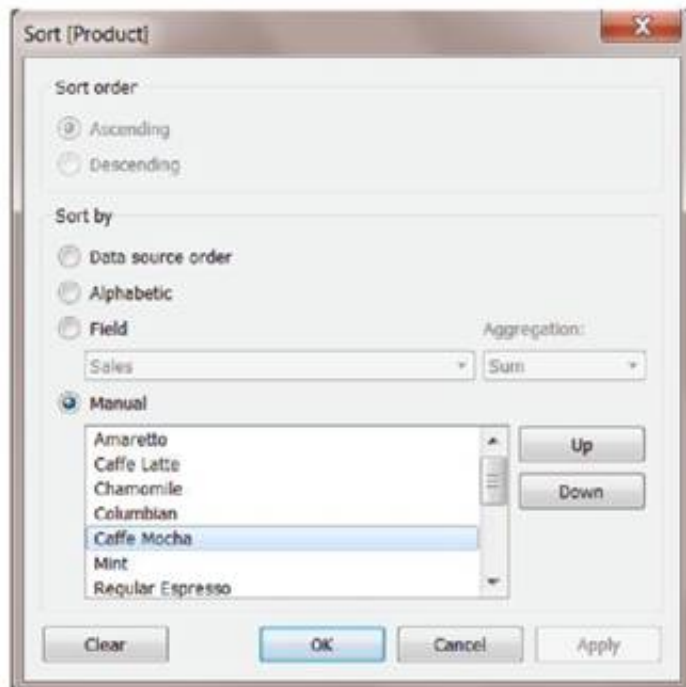 Sort [Product]
Sort order
Ascending
Descending
Sort by
Data source order
Alphabetic
Field
Aggregation:
Sales
Sum
Manual
Amaretto
Up
Caffe Latte
Chamomile
Down
Columbian
Caffe Mocha
Mint
Regular Espresso
Clear
OK
Cancel
Apply